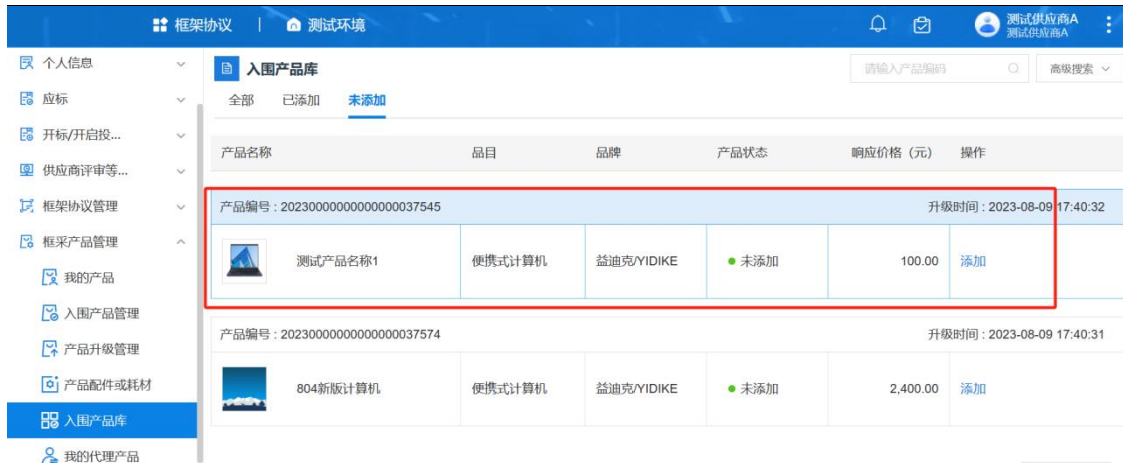 框架协议 | 测试环境
测试供应商A
测试供应商A
个人信息
应标
开标/开启投...
供应商评审等...
框架协议管理
框采产品管理
我的产品
入围产品管理
产品升级管理
产品配件或耗材
入围产品库
我的代理产品
入围产品库
请输入产品编码
高级搜索
全部 已添加 未添加
产品名称 品目 品牌 产品状态 响应价格（元） 操作
产品编号 : 20230000000000000037545 升级时间 : 2023-08-09 17:40:32
测试产品名称1 便携式计算机 益迪克/YIDIKE 未添加 100.00 添加
产品编号 : 20230000000000000037574 升级时间 : 2023-08-09 17:40:31
804新版计算机 便携式计算机 益迪克/YIDIKE 未添加 2,400.00 添加